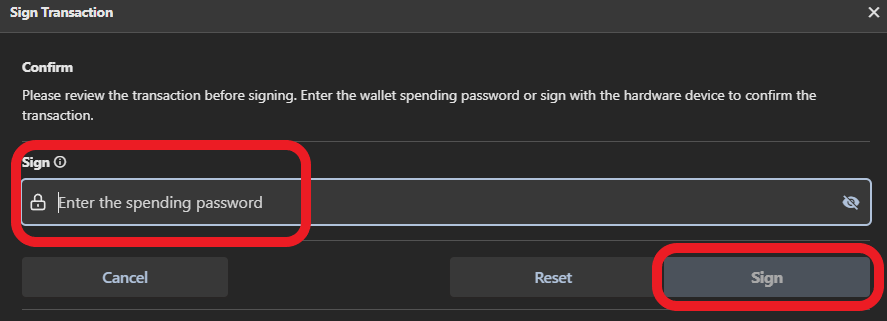 Sign Transaction
Confirm
Please review the transaction before signing. Enter the wallet spending password or sign with the hardware device to confirm the
transaction.
Sign
Enter the spending password
Cancel Reset Sign